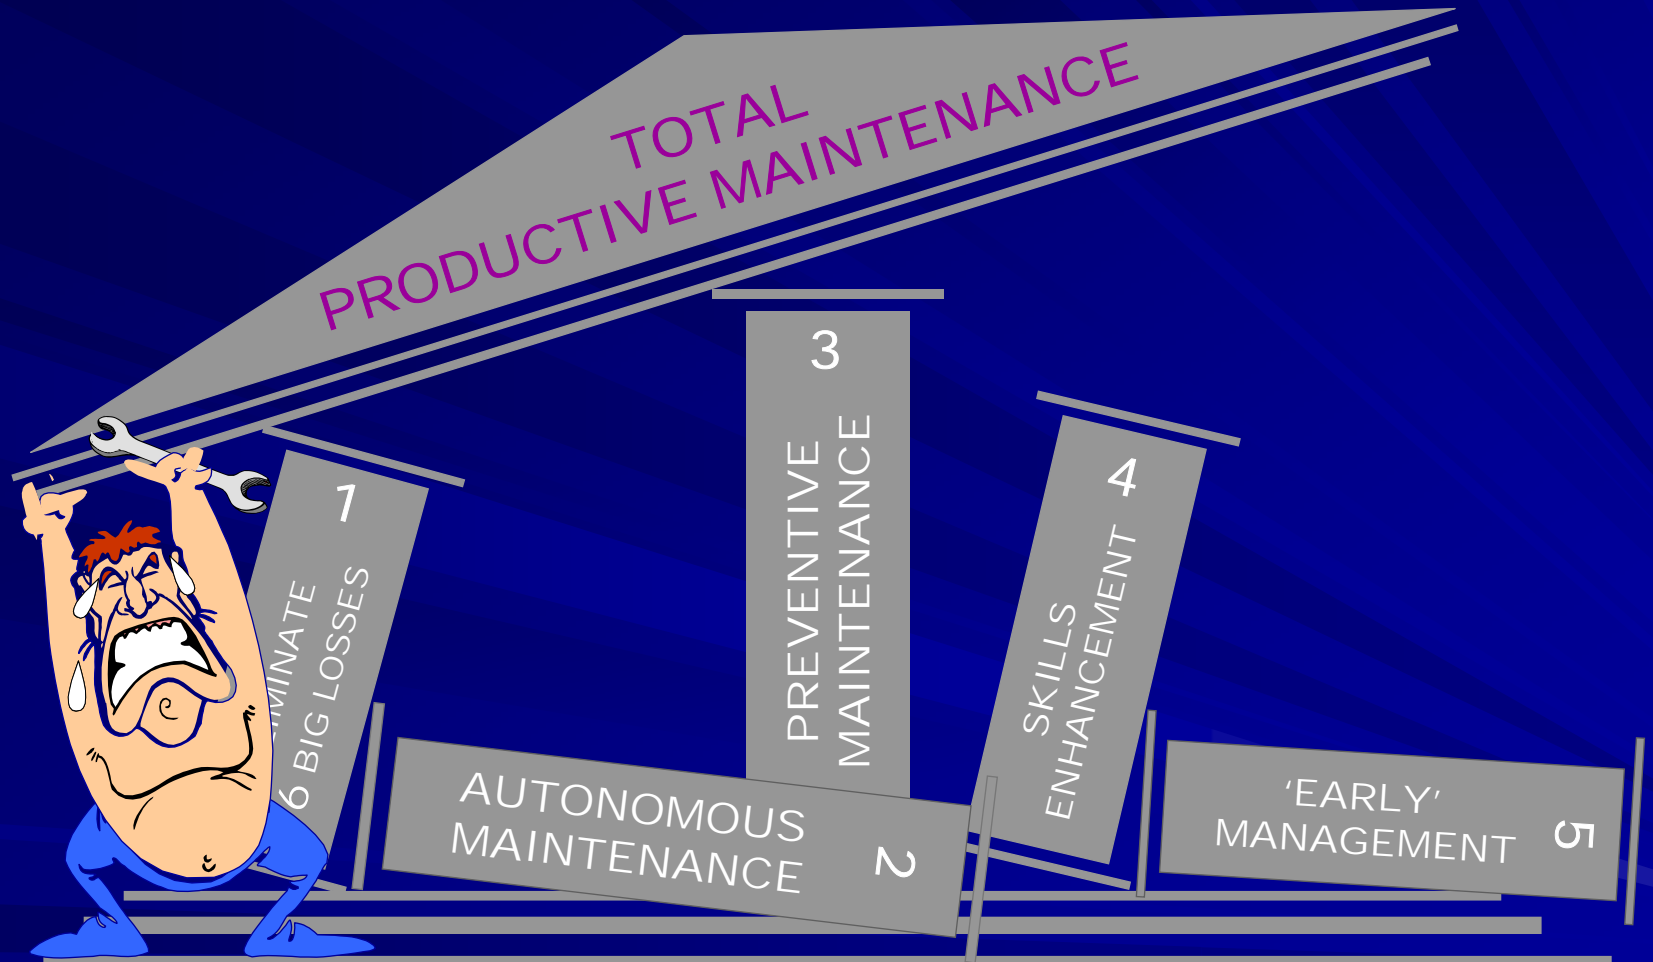 TOTAL
PRODUCTIVE MAINTENANCE
1
6 BIG LOSSES
AUTONOMOUS
MAINTENANCE
2
3
PREVENTIVE
MAINTENANCE
4
SKILLS
ENHANCEMENT
‘EARLY’
MANAGEMENT
5